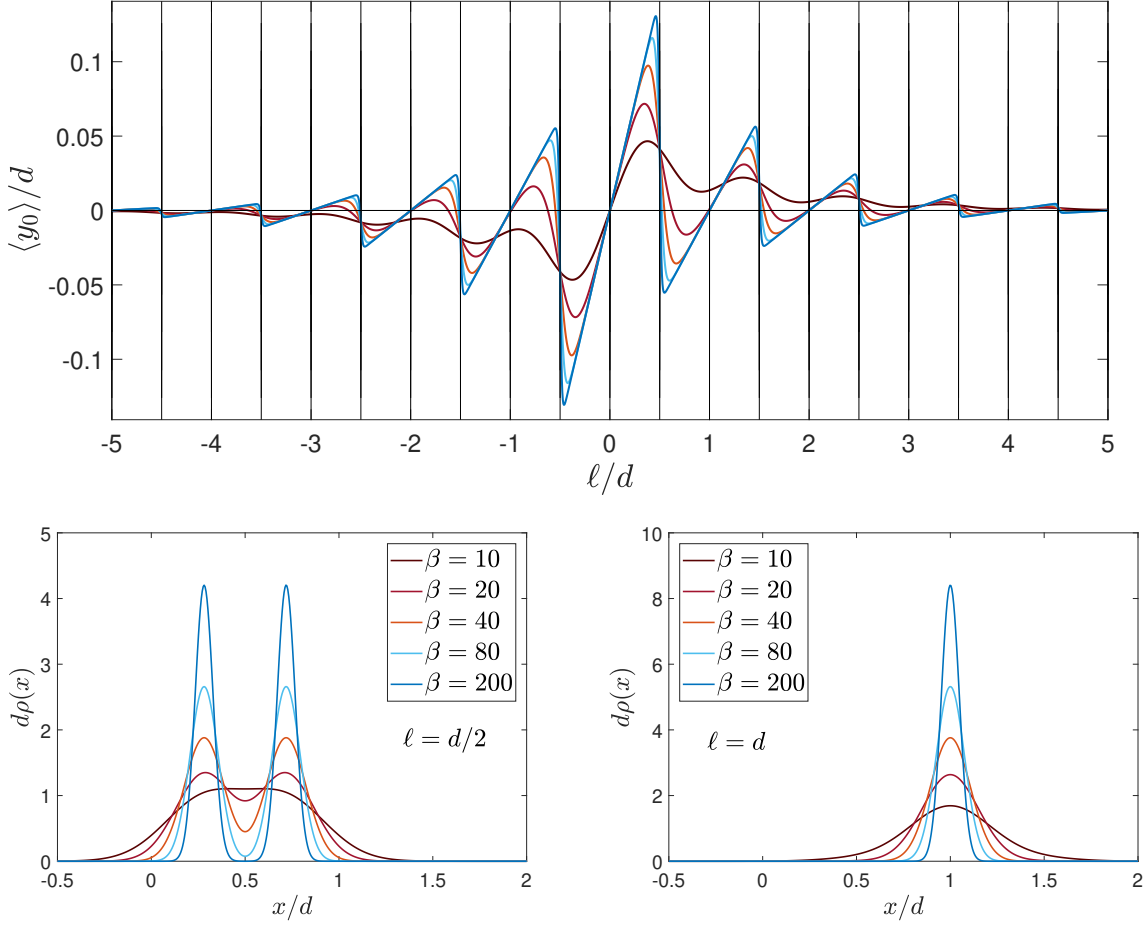 0.1
0.05
0
-0.05
-0.1
⟨y₀⟩/d
-5 -4 -3 -2 -1 0 1 2 3 4 5
ℓ/d
5
4
3
2
1
0
dρ(x)
β = 10
β = 20
β = 40
β = 80
β = 200
ℓ = d/2
-0.5 0 0.5 1 1.5 2
x/d
10
8
6
4
2
0
dρ(x)
β = 10
β = 20
β = 40
β = 80
β = 200
ℓ = d
-0.5 0 0.5 1 1.5 2
x/d